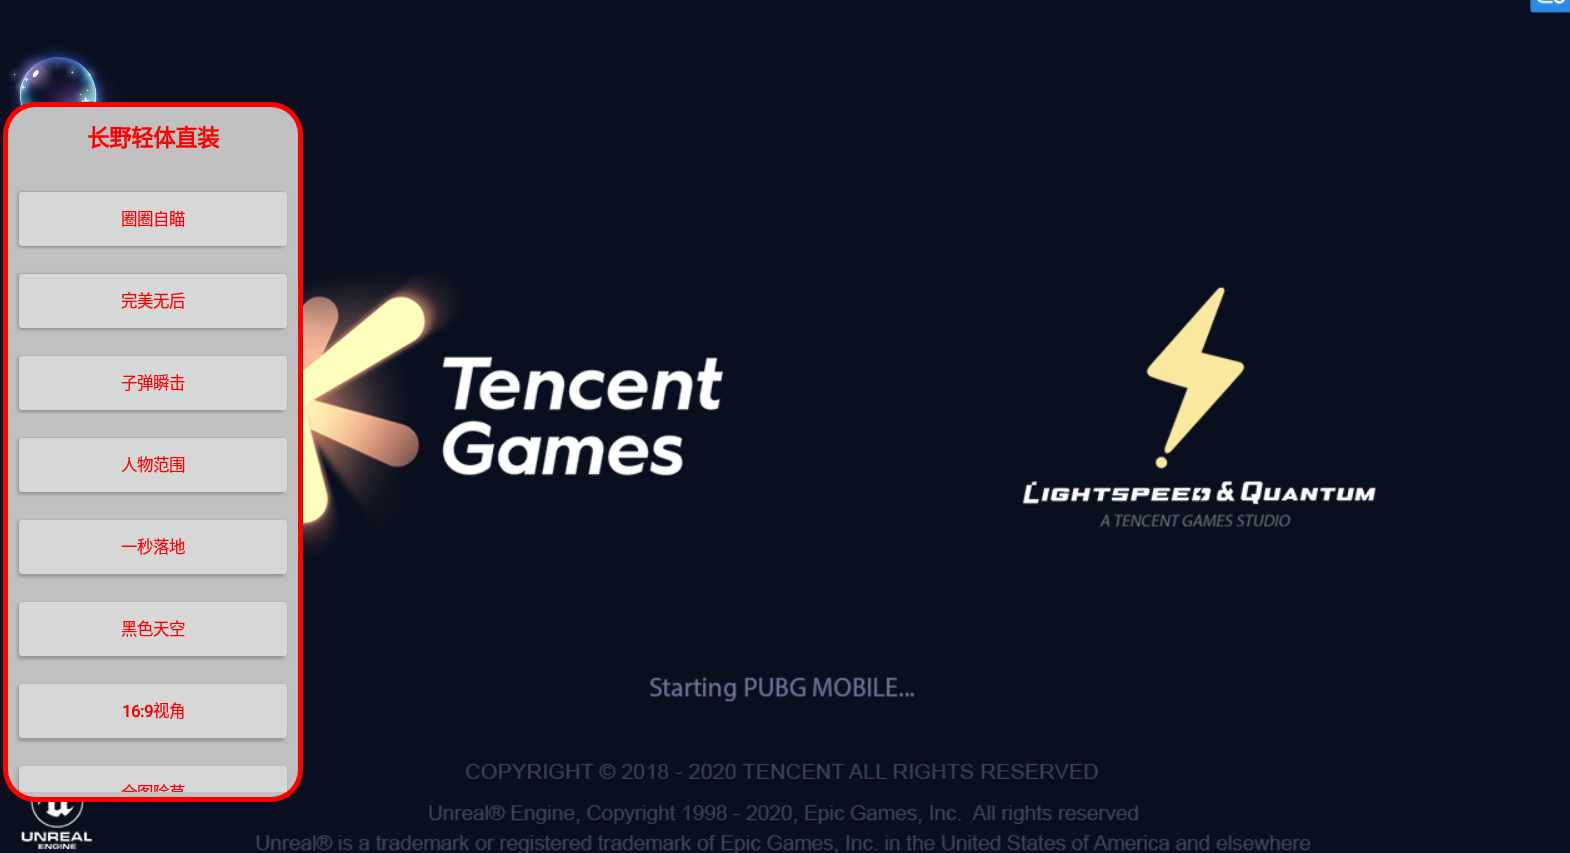 长野轻体直装
圈圈自瞄
完美无后
子弹瞬击
人物范围
一秒落地
黑色天空
16:9视角
全图除草
Tencent
Games
LIGHTSPEED & QUANTUM
A TENCENT GAMES STUDIO
Starting PUBG MOBILE...
COPYRIGHT © 2018 - 2020 TENCENT ALL RIGHTS RESERVED
Unreal® Engine, Copyright 1998 - 2020, Epic Games, Inc. All rights reserved
Unreal® is a trademark or registered trademark of Epic Games, Inc. in the United States of America and elsewhere
UNREAL
ENGINE